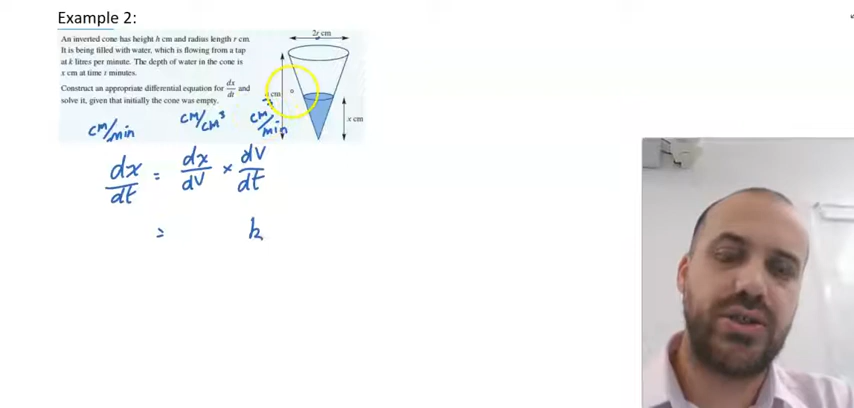 Example 2:
An inverted cone has height h cm and radius length r cm.
It is being filled with water, which is flowing from a tap
at k litres per minute. The depth of water in the cone is
x cm at time t minutes.
Construct an appropriate differential equation for dx/dt and
solve it, given that initially the cone was empty.
2r cm
cm
x cm
cm/min cm/cm³ cm³/min
dx/dt = dx/dV × dV/dt
= k